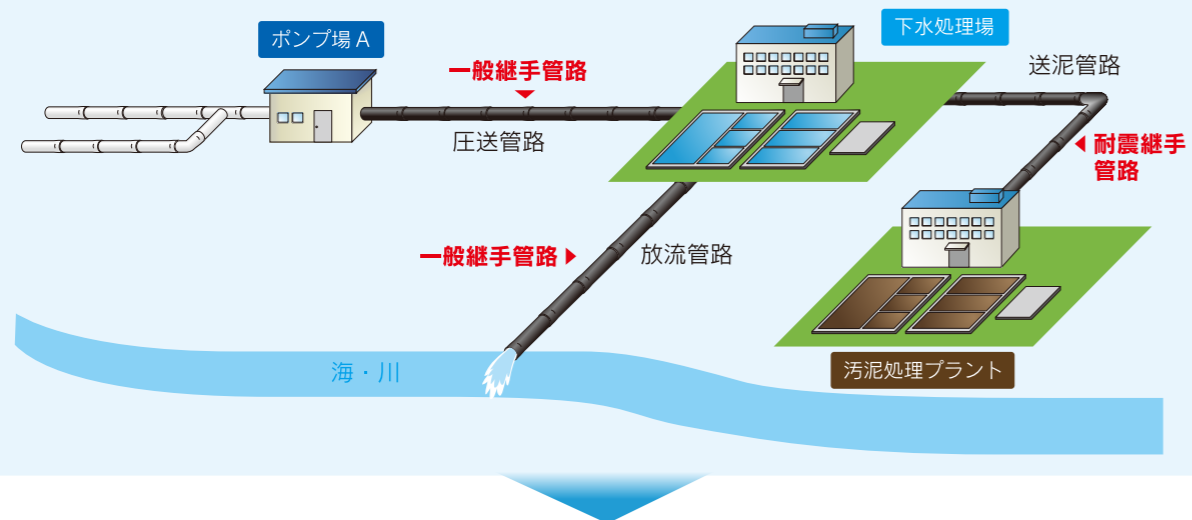 ポンプ場 A
下水処理場
一般継手管路
送泥管路
圧送管路
耐震継手
管路
一般継手管路
放流管路
海・川
汚泥処理プラント